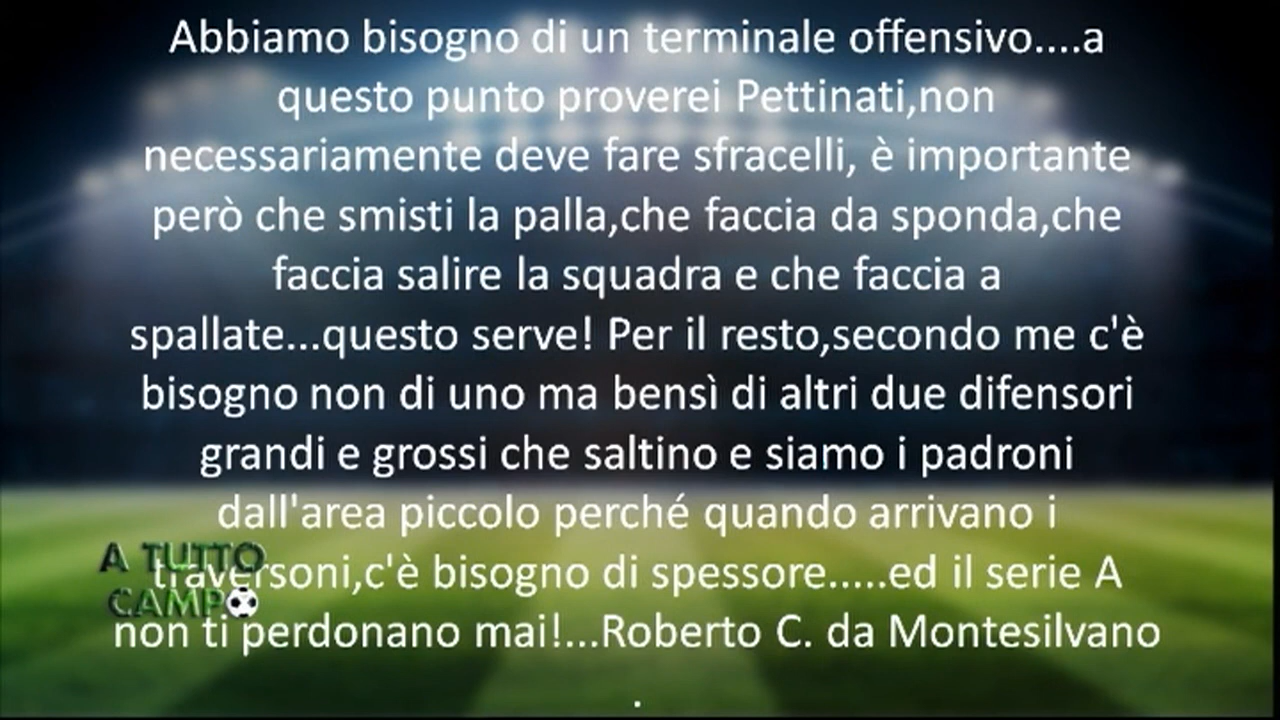 Abbiamo bisogno di un terminale offensivo....a
questo punto proverei Pettinati,non
necessariamente deve fare sfracelli, è importante
però che smisti la palla,che faccia da sponda,che
faccia salire la squadra e che faccia a
spallate...questo serve! Per il resto,secondo me c'è
bisogno non di uno ma bensì di altri due difensori
grandi e grossi che saltino e siamo i padroni
dall'area piccolo perché quando arrivano i
traversoni,c'è bisogno di spessore.....ed il serie A
non ti perdonano mai!...Roberto C. da Montesilvano
.
A TUTTO
CAMPO